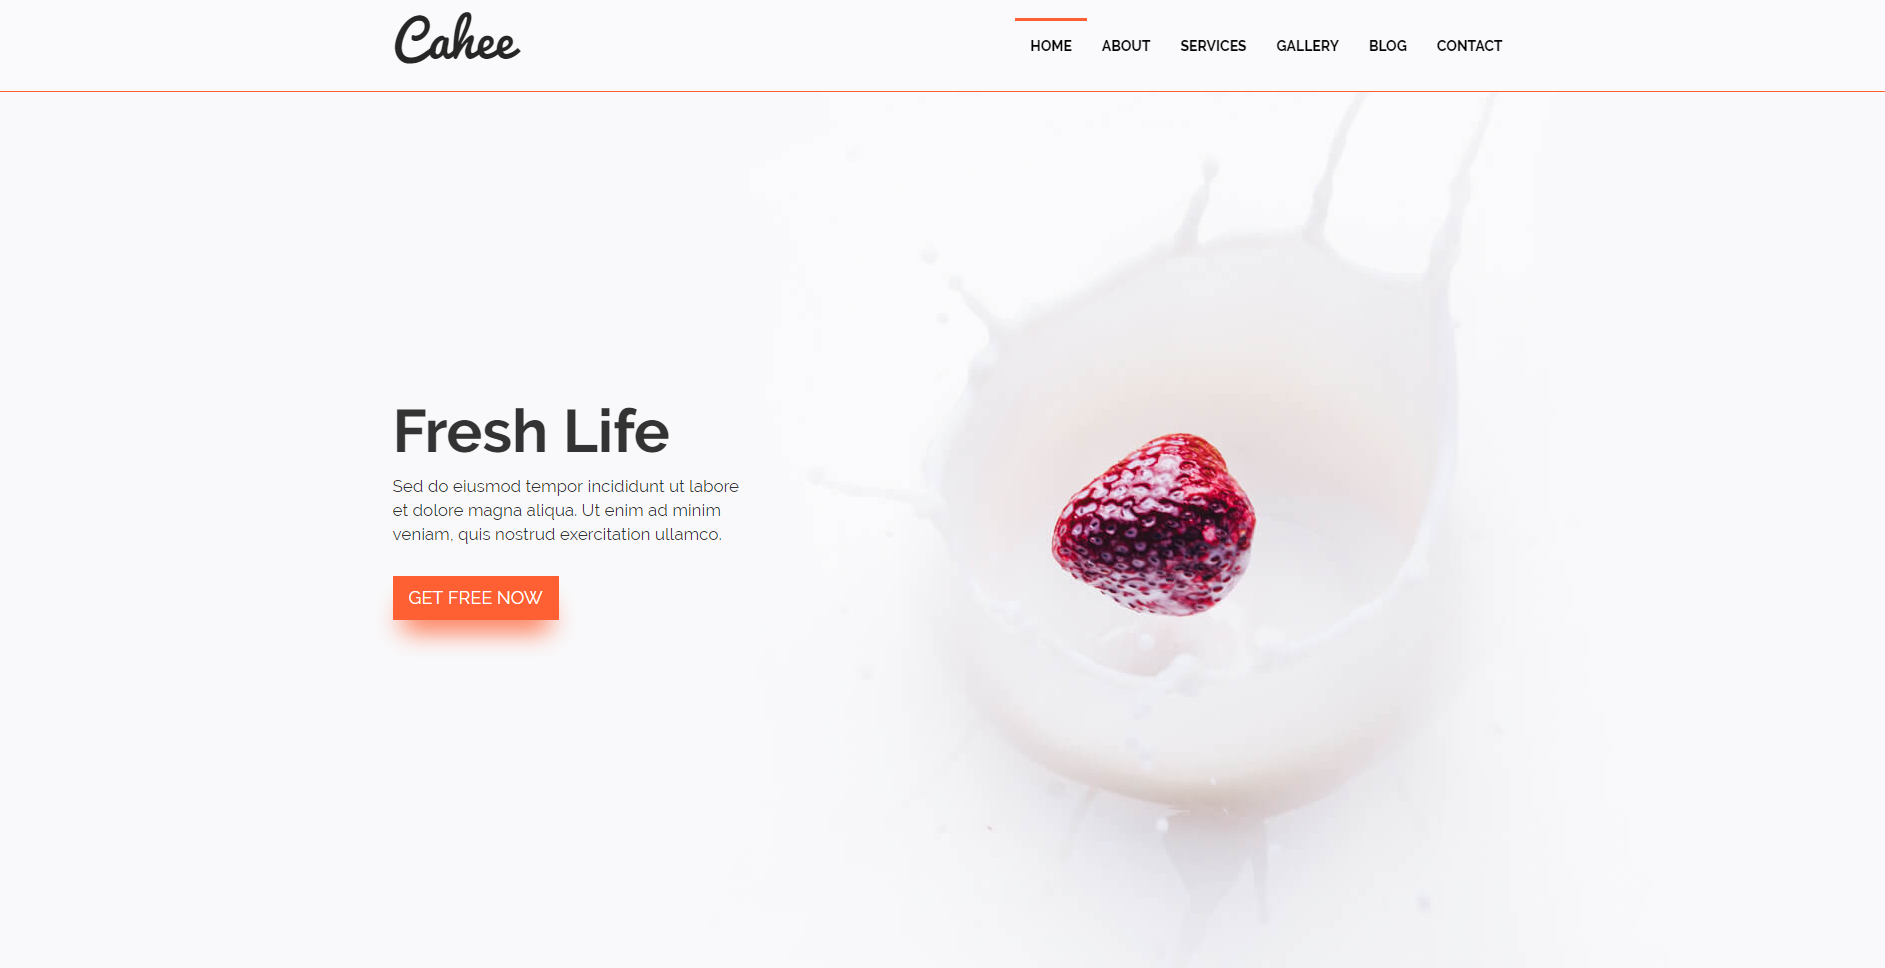 Cahee
HOME ABOUT SERVICES GALLERY BLOG CONTACT
Fresh Life
Sed do eiusmod tempor incididunt ut labore
et dolore magna aliqua. Ut enim ad minim
veniam, quis nostrud exercitation ullamco.
GET FREE NOW